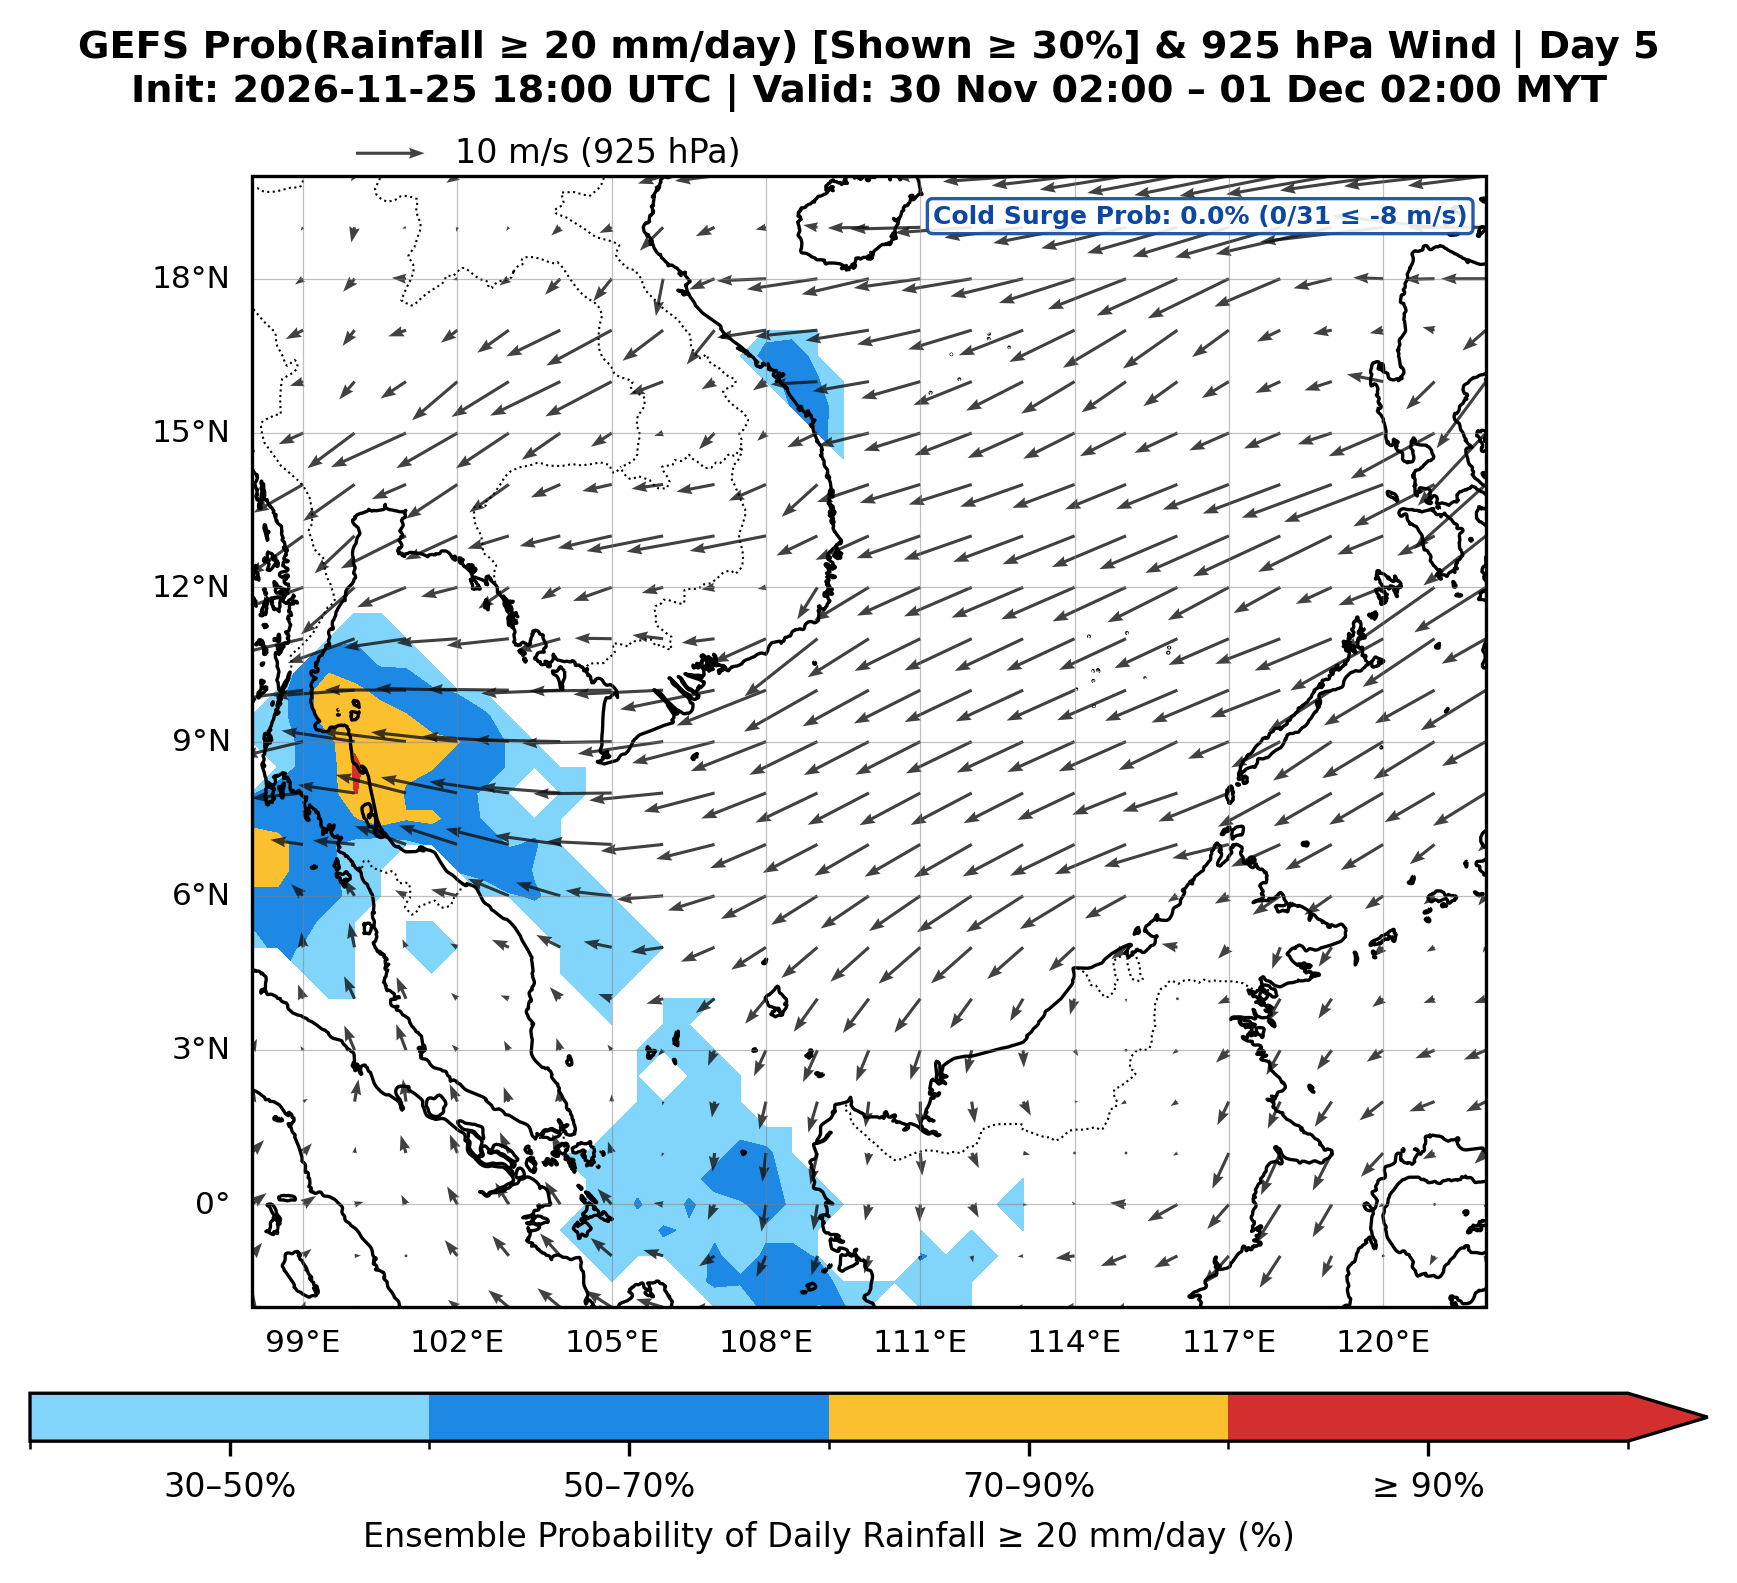 GEFS Prob(Rainfall ≥ 20 mm/day) [Shown ≥ 30%] & 925 hPa Wind | Day 5
Init: 2026-11-25 18:00 UTC | Valid: 30 Nov 02:00 – 01 Dec 02:00 MYT
10 m/s (925 hPa)
Cold Surge Prob: 0.0% (0/31 ≤ -8 m/s)
18°N
15°N
12°N
9°N
6°N
3°N
0°
99°E 102°E 105°E 108°E 111°E 114°E 117°E 120°E
30–50% 50–70% 70–90% ≥ 90%
Ensemble Probability of Daily Rainfall ≥ 20 mm/day (%)